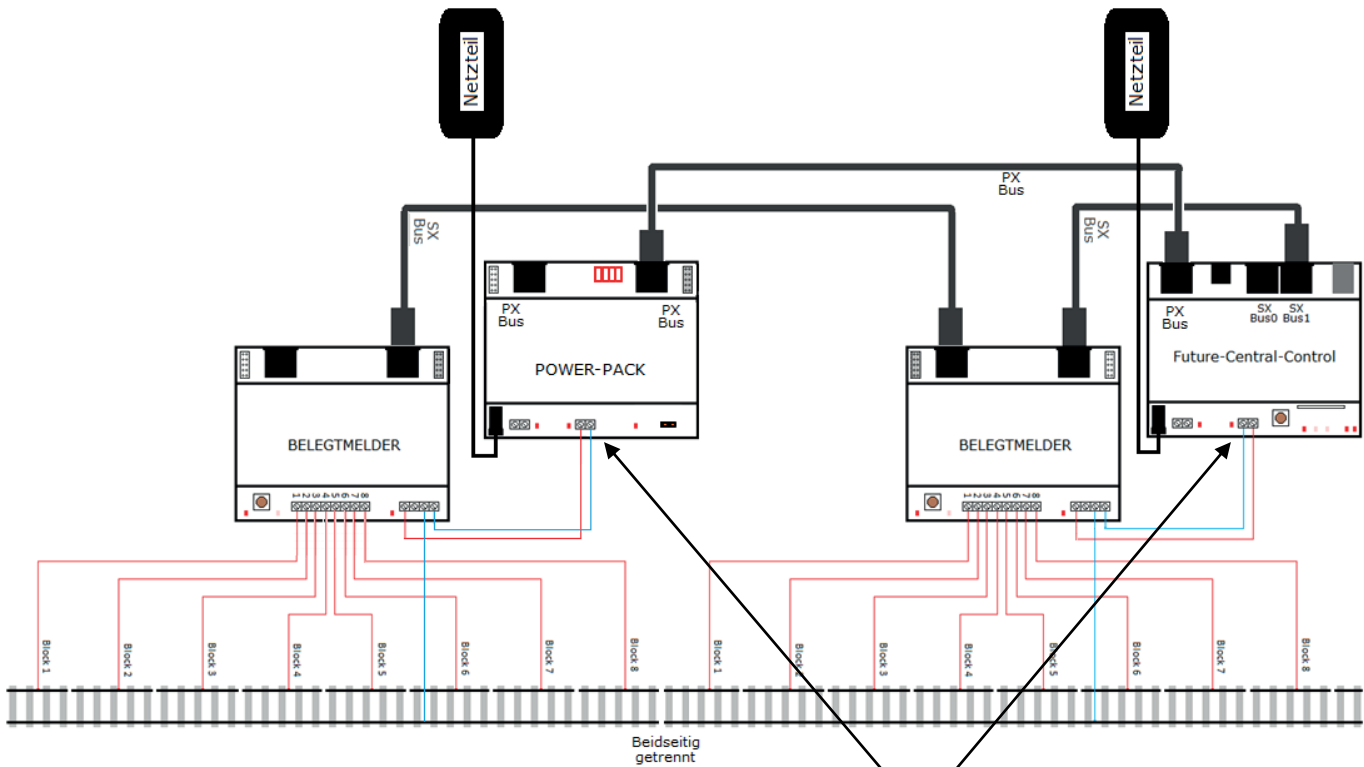 Netzteil
Netzteil
PX
Bus
SX
Bus
SX
Bus
PX
Bus
PX
Bus
POWER-PACK
PX
Bus
SX
Bus0
SX
Bus1
Future-Central-Control
BELEGTMELDER
1 2 3 4 5 6 7 8
BELEGTMELDER
1 2 3 4 5 6 7 8
Block 1
Block 2
Block 3
Block 4
Block 5
Block 6
Block 7
Block 8
Block 1
Block 2
Block 3
Block 4
Block 5
Block 6
Block 7
Block 8
Beidseitig
getrennt